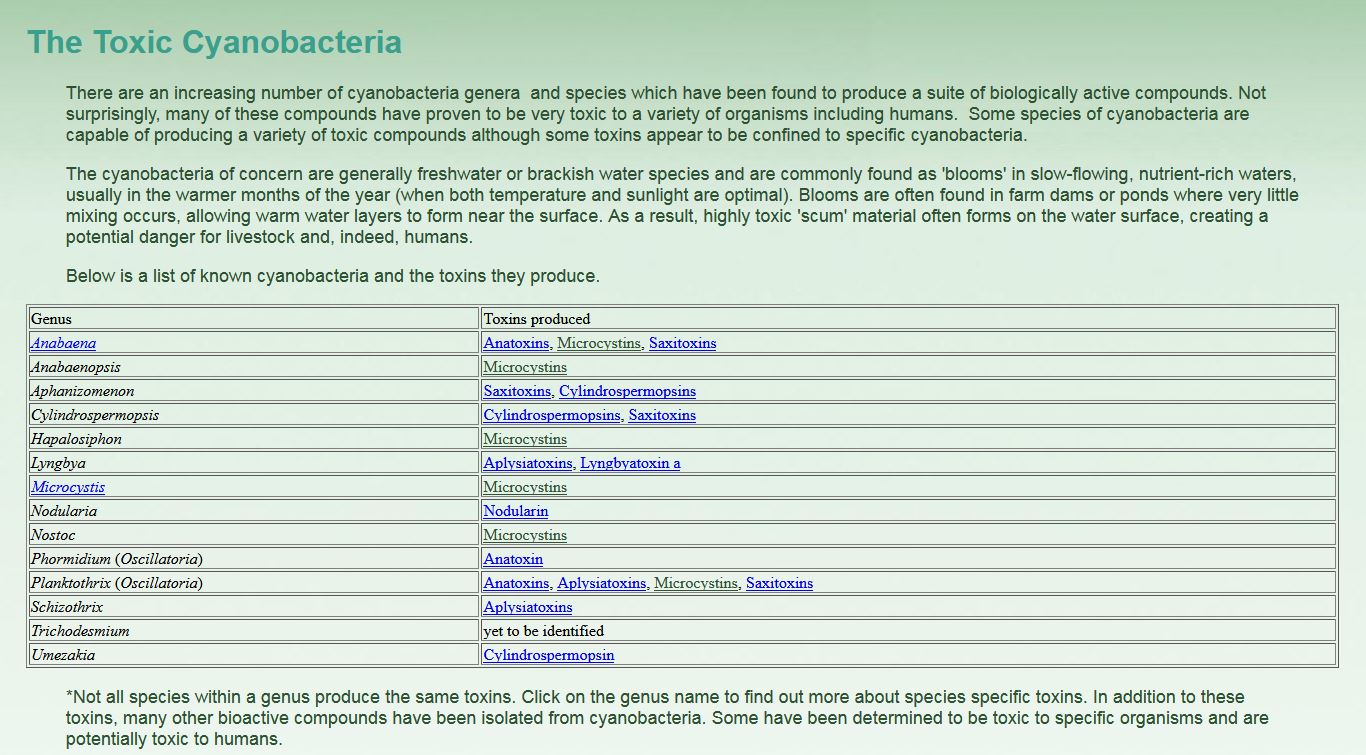 The Toxic Cyanobacteria
There are an increasing number of cyanobacteria genera  and species which have been found to produce a suite of biologically active compounds. Not
surprisingly, many of these compounds have proven to be very toxic to a variety of organisms including humans.  Some species of cyanobacteria are
capable of producing a variety of toxic compounds although some toxins appear to be confined to specific cyanobacteria.
The cyanobacteria of concern are generally freshwater or brackish water species and are commonly found as 'blooms' in slow-flowing, nutrient-rich waters,
usually in the warmer months of the year (when both temperature and sunlight are optimal). Blooms are often found in farm dams or ponds where very little
mixing occurs, allowing warm water layers to form near the surface. As a result, highly toxic 'scum' material often forms on the water surface, creating a
potential danger for livestock and, indeed, humans.
Below is a list of known cyanobacteria and the toxins they produce.
Genus Toxins produced
Anabaena Anatoxins, Microcystins, Saxitoxins
Anabaenopsis Microcystins
Aphanizomenon Saxitoxins, Cylindrospermopsins
Cylindrospermopsis Cylindrospermopsins, Saxitoxins
Hapalosiphon Microcystins
Lyngbya Aplysiatoxins, Lyngbyatoxin a
Microcystis Microcystins
Nodularia Nodularin
Nostoc Microcystins
Phormidium (Oscillatoria) Anatoxin
Planktothrix (Oscillatoria) Anatoxins, Aplysiatoxins, Microcystins, Saxitoxins
Schizothrix Aplysiatoxins
Trichodesmium yet to be identified
Umezakia Cylindrospermopsin
*Not all species within a genus produce the same toxins. Click on the genus name to find out more about species specific toxins. In addition to these
toxins, many other bioactive compounds have been isolated from cyanobacteria. Some have been determined to be toxic to specific organisms and are
potentially toxic to humans.